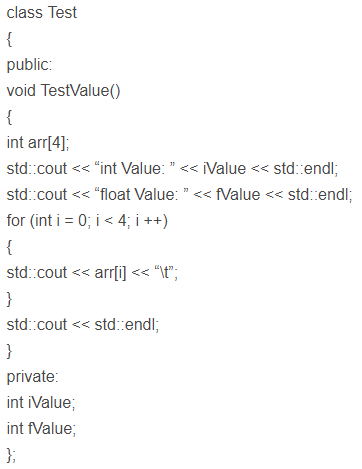 class Test
{
public:
void TestValue()
{
int arr[4];
std::cout << “int Value: ” << iValue << std::endl;
std::cout << “float Value: ” << fValue << std::endl;
for (int i = 0; i < 4; i ++)
{
std::cout << arr[i] << “\t”;
}
std::cout << std::endl;
}
private:
int iValue;
int fValue;
};